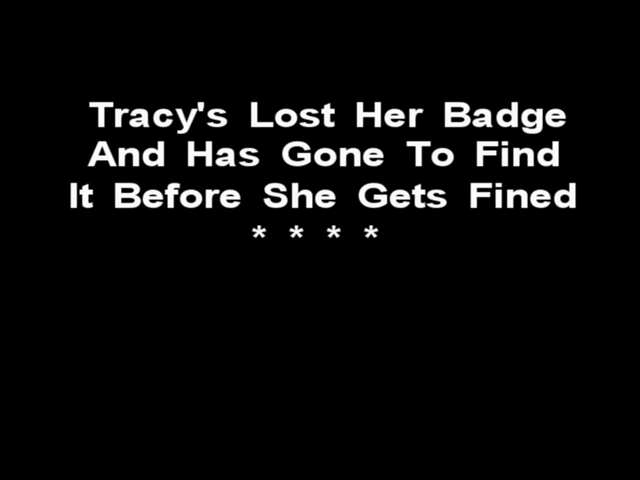 Tracy's Lost Her Badge
And Has Gone To Find
It Before She Gets Fined
* * * *